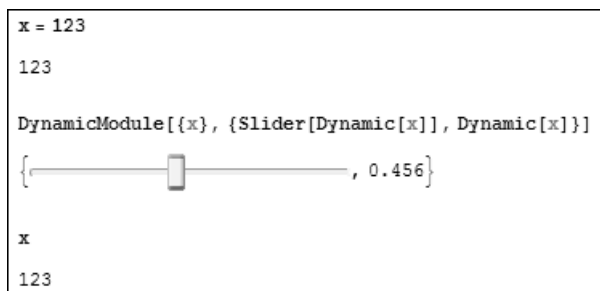 x = 123
123
DynamicModule[{x}, {Slider[Dynamic[x]], Dynamic[x]}]
{ , 0.456}
x
123